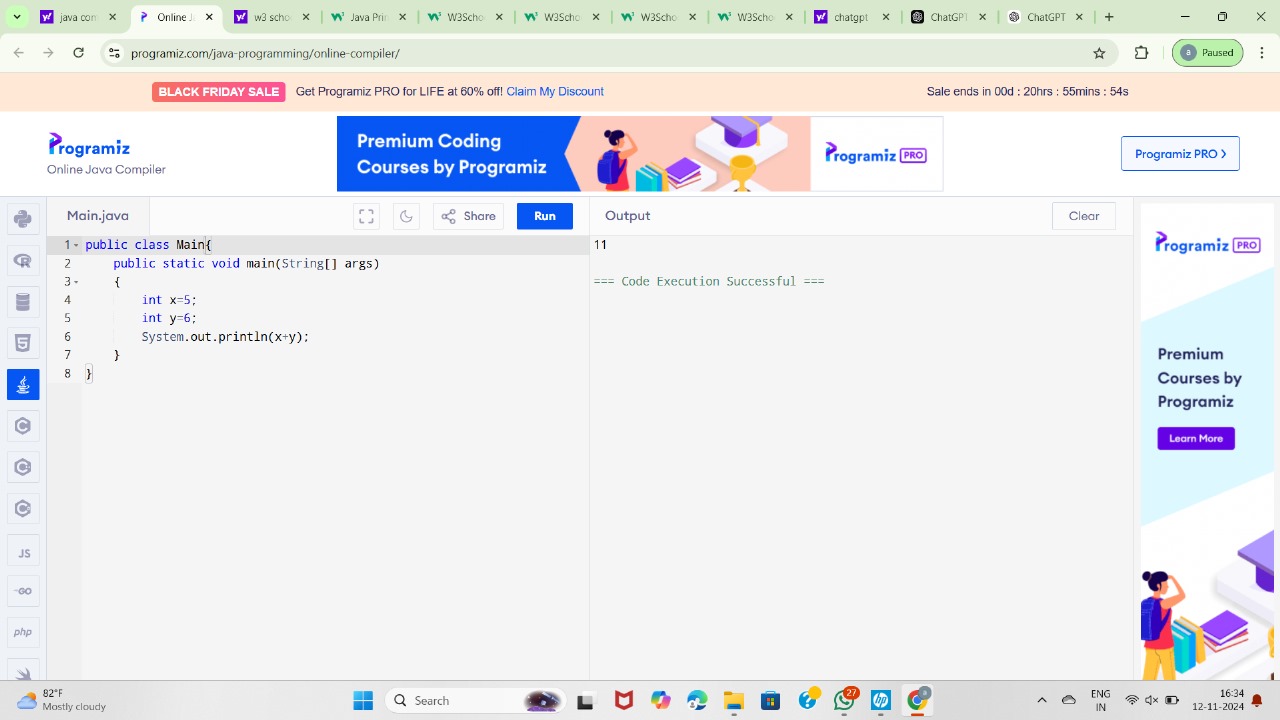 java com
Online J
w3 scho
Java Prin
W3Scho
W3Scho
W3Scho
W3Scho
chatgpt
ChatGPT
ChatGPT
programiz.com/java-programming/online-compiler/
a Paused
BLACK FRIDAY SALE Get Programiz PRO for LIFE at 60% off! Claim My Discount
Sale ends in 00d : 20hrs : 55mins : 54s
Programiz
Online Java Compiler
Premium Coding
Courses by Programiz
Programiz PRO
Programiz PRO >
Main.java
Share
Run
Output
Clear
1 public class Main{
2 public static void main(String[] args)
3 {
4 int x=5;
5 int y=6;
6 System.out.println(x+y);
7 }
8 }
11
=== Code Execution Successful ===
Programiz PRO
Premium
Courses by
Programiz
Learn More
JS
GO
php
82°F
Mostly cloudy
Search
27
ENG
IN
16:34
12-11-2024